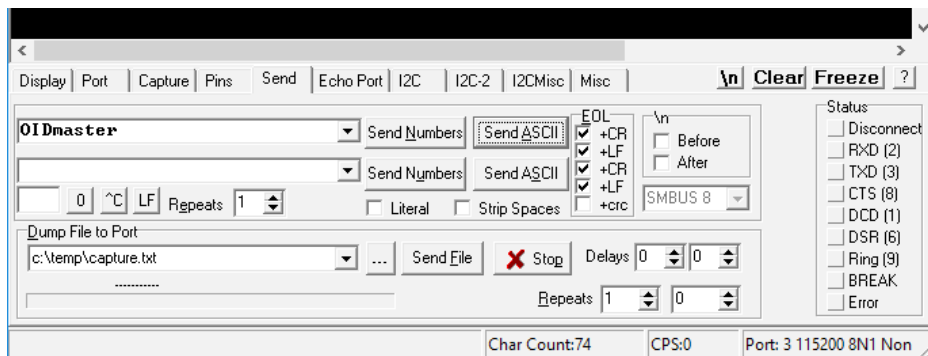 Display Port Capture Pins Send Echo Port I2C I2C-2 I2CMisc Misc \n Clear Freeze ?
OIDmaster Send Numbers Send ASCII
EOL
+CR
+LF
+CR
+LF
+crc
\n
Before
After
SMBUS 8
Send Numbers Send ASCII
0 ^C LF Repeats 1 Literal Strip Spaces
Dump File to Port
c:\temp\capture.txt ... Send File Stop Delays 0 0
Repeats 1 0
Status
Disconnect
RXD (2)
TXD (3)
CTS (8)
DCD (1)
DSR (6)
Ring (9)
BREAK
Error
Char Count:74 CPS:0 Port: 3 115200 8N1 Non